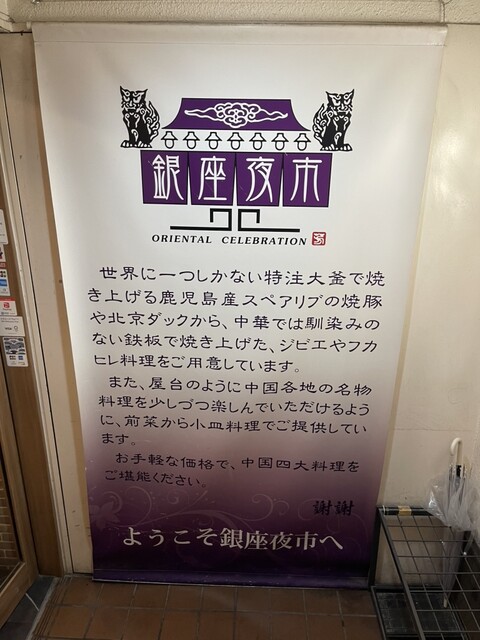 銀座夜市
ORIENTAL CELEBRATION
世界に一つしかない特注大釜で焼
き上げる鹿児島産スペアリブの焼豚
や北京ダックから、中華では馴染みの
ない鉄板で焼き上げた、ジビエやフカ
ヒレ料理をご用意しています。
また、屋台のように中国各地の名物
料理を少しづつ楽しんでいただけるよう
に、前菜から小皿料理でご提供してい
ます。
お手軽な価格で、中国四大料理を
ご堪能ください。
謝謝
ようこそ銀座夜市へ